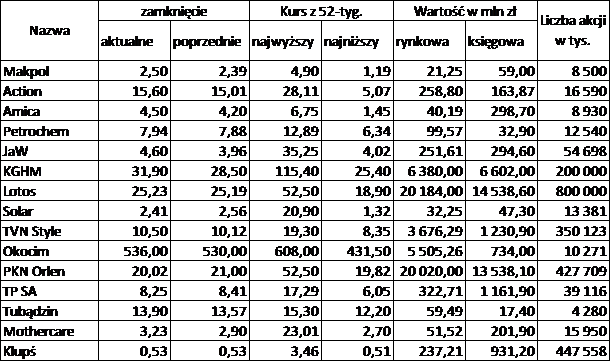 Nazwa zamknięcie Kurs z 52-tyg. Wartość w mln zł Liczba akcji w tys.
aktualne poprzednie najwyższy najniższy rynkowa księgowa
Makpol 2,50 2,39 4,90 1,19 21,25 59,00 8 500
Action 15,60 15,01 28,11 5,07 258,80 163,87 16 590
Amica 4,50 4,20 6,75 1,45 40,19 298,70 8 930
Petrochem 7,94 7,88 12,89 6,34 99,57 32,90 12 540
JaW 4,60 3,96 35,25 4,02 251,61 294,60 54 698
KGHM 31,90 28,50 115,40 25,40 6 380,00 6 602,00 200 000
Lotos 25,23 25,19 52,50 18,90 20 184,00 14 538,60 800 000
Solar 2,41 2,56 20,90 1,32 32,25 47,30 13 381
TVN Style 10,50 10,12 19,30 8,35 3 676,29 1 230,90 350 123
Okocim 536,00 530,00 608,00 431,50 5 505,26 734,00 10 271
PKN Orlen 20,02 21,00 52,50 19,82 20 020,00 13 538,10 427 709
TP SA 8,25 8,41 17,29 6,05 322,71 1 161,90 39 116
Tubądzin 13,90 13,57 15,30 12,20 59,49 17,40 4 280
Mothercare 3,23 2,90 23,01 2,70 51,52 201,90 15 950
Klupś 0,53 0,53 3,46 0,51 237,21 931,20 447 558